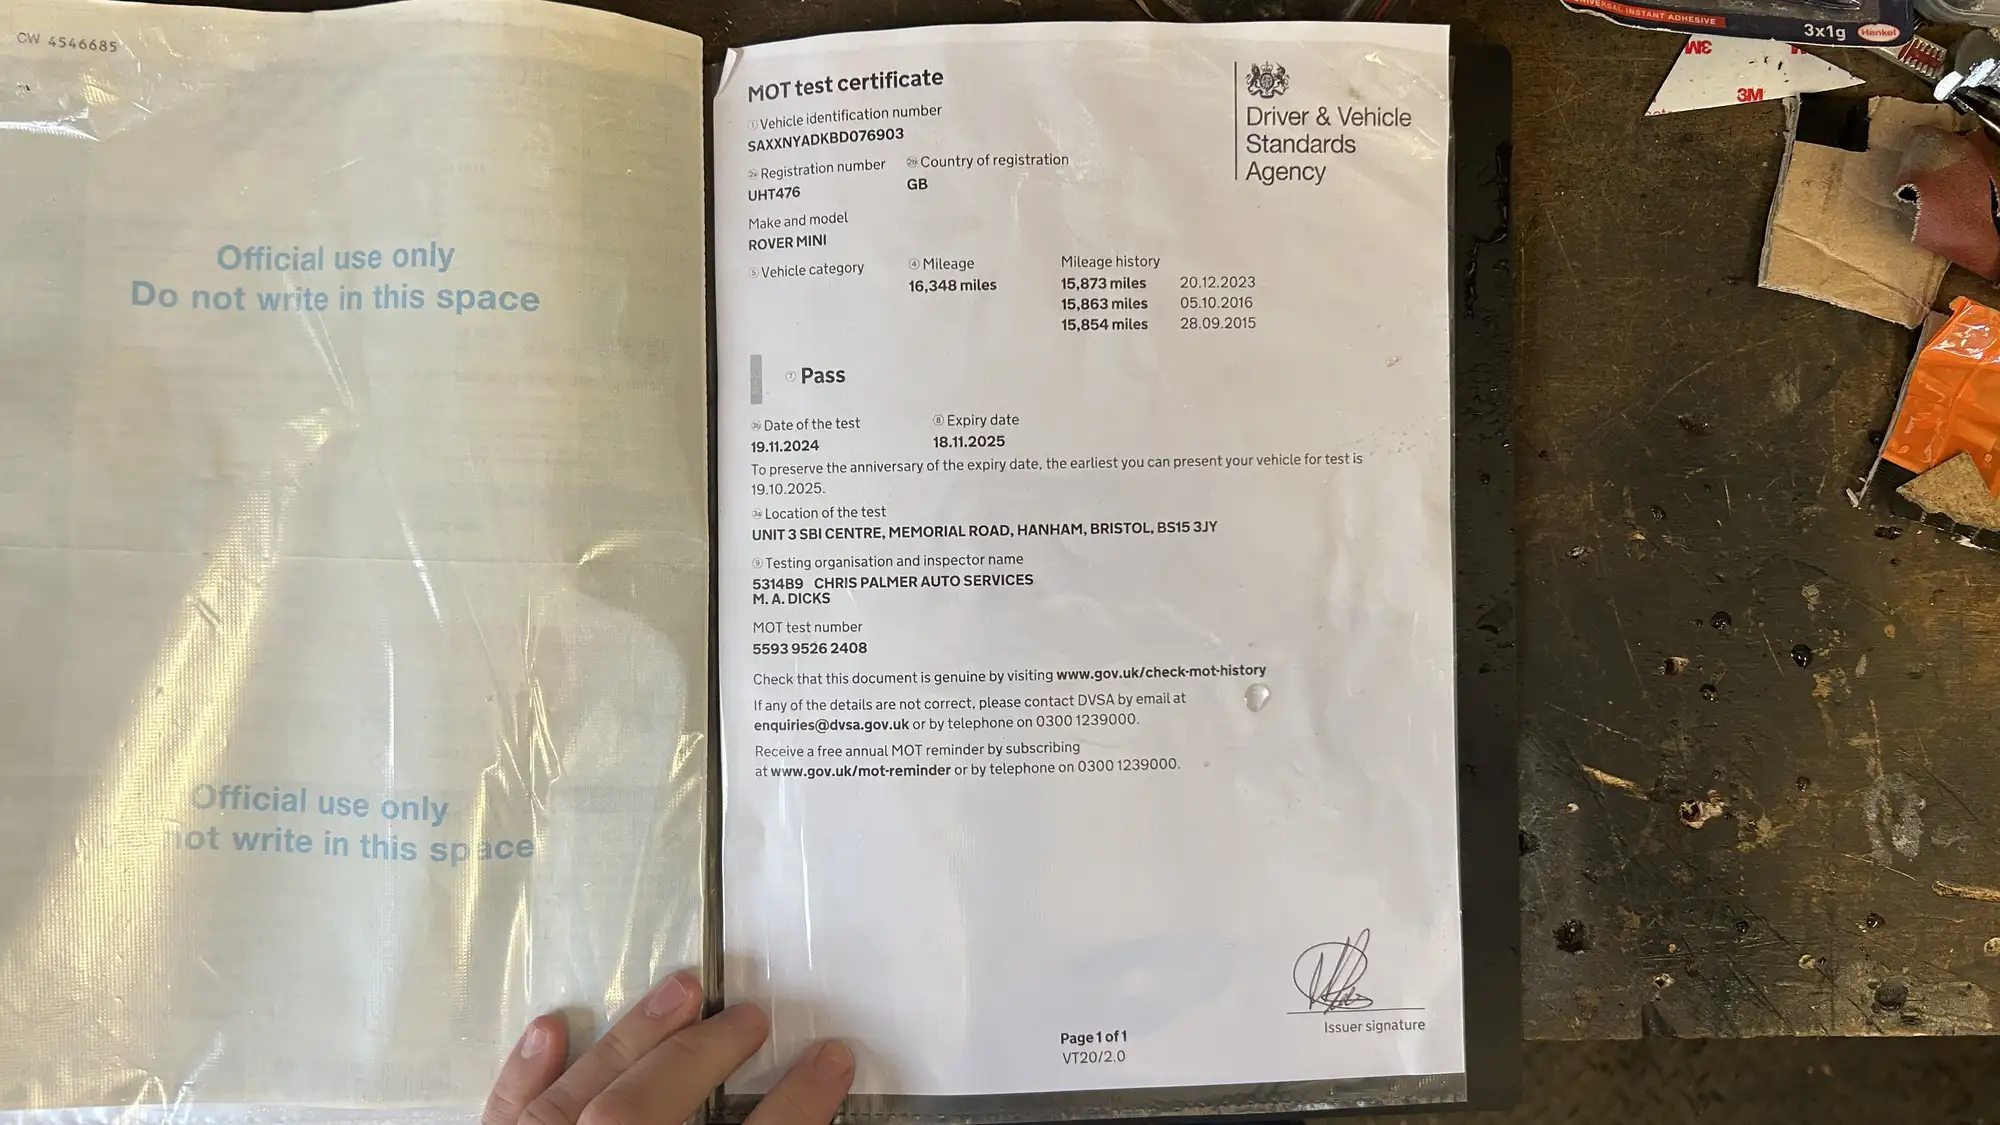 CW 4546685
Official use only
Do not write in this space
Official use only
not write in this space
MOT test certificate
① Vehicle identification number
SAXXNYADKBD076903
Registration number
UHT476
Country of registration
GB
Make and model
ROVER MINI
⑤ Vehicle category
④ Mileage
16,348 miles
Mileage history
15,873 miles 20.12.2023
15,863 miles 05.10.2016
15,854 miles 28.09.2015
Driver & Vehicle
Standards
Agency
⑦ Pass
Date of the test
19.11.2024
⑧ Expiry date
18.11.2025
To preserve the anniversary of the expiry date, the earliest you can present your vehicle for test is
19.10.2025.
Location of the test
UNIT 3 SBI CENTRE, MEMORIAL ROAD, HANHAM, BRISTOL, BS15 3JY
⑨ Testing organisation and inspector name
5314B9 CHRIS PALMER AUTO SERVICES
M. A. DICKS
MOT test number
5593 9526 2408
Check that this document is genuine by visiting www.gov.uk/check-mot-history
If any of the details are not correct, please contact DVSA by email at
enquiries@dvsa.gov.uk or by telephone on 0300 1239000.
Receive a free annual MOT reminder by subscribing
at www.gov.uk/mot-reminder or by telephone on 0300 1239000.
Issuer signature
Page 1 of 1
VT20/2.0
INSTANT ADHESIVE
3x1g
Henkel
3M
3M